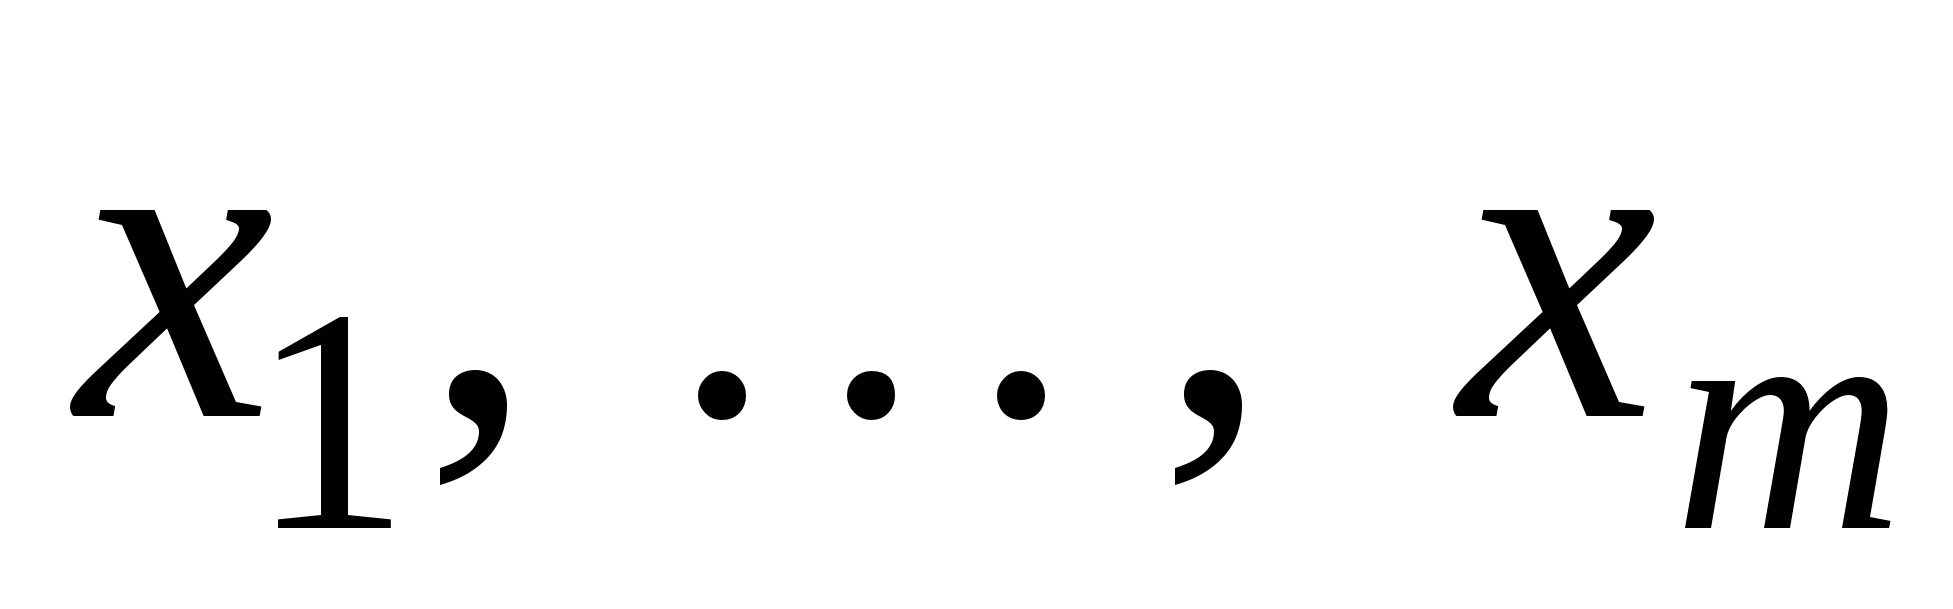 x₁, ..., xₘ